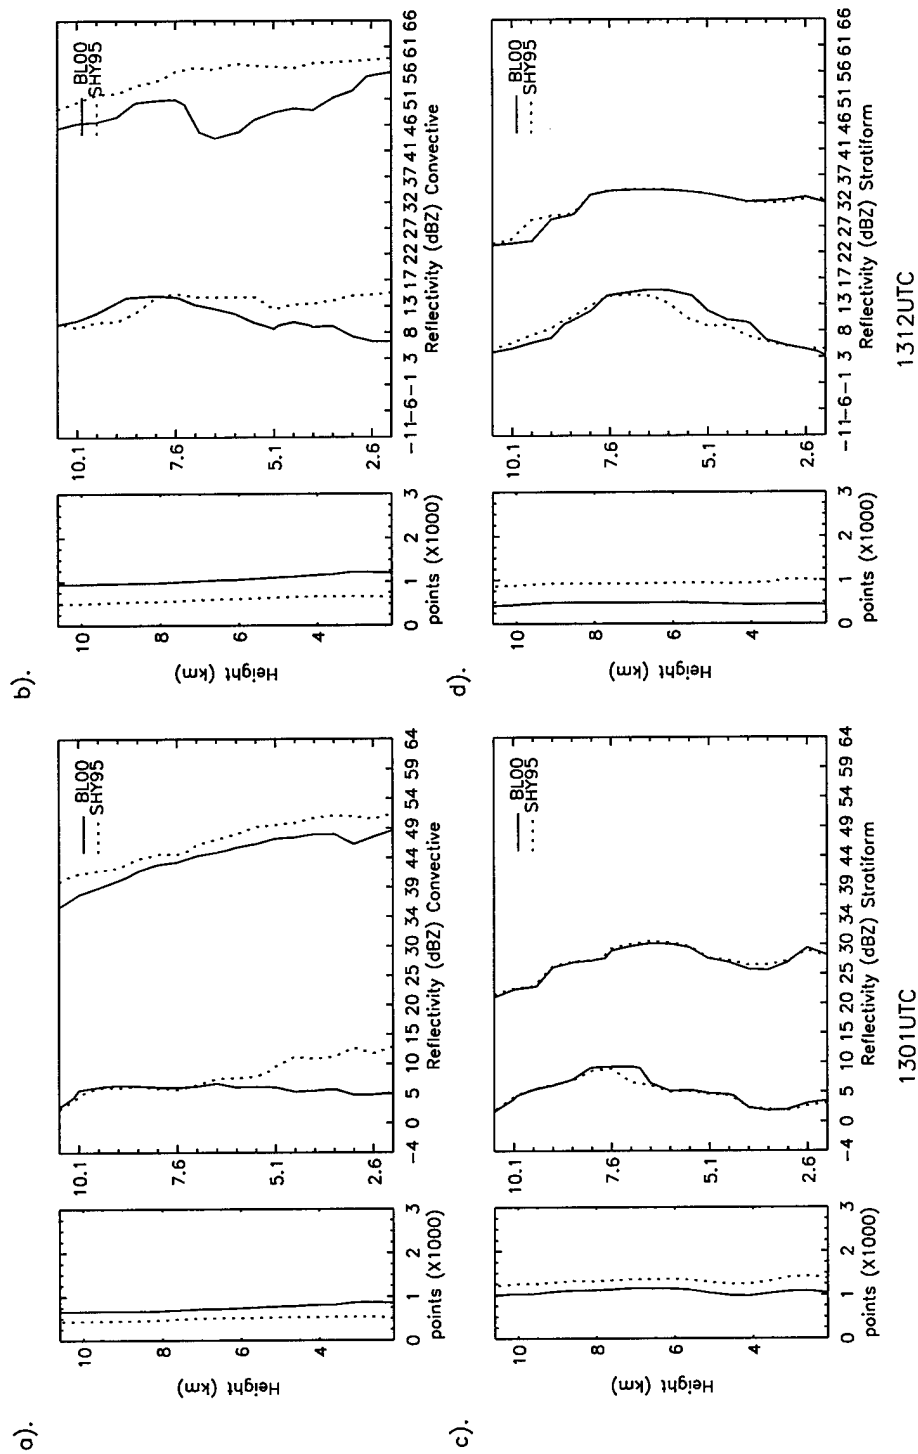 a).
Height (km)
10
8
6
4
0 1 2 3
points (X1000)
10.1
7.6
5.1
2.6
BL00
SHY95
−4 0 5 10 15 20 25 30 34 39 44 49 54 59 64
Reflectivity (dBZ) Convective
b).
Height (km)
10
8
6
4
0 1 2 3
points (X1000)
10.1
7.6
5.1
2.6
BL00
SHY95
−11−6−1 3 8 13 17 22 27 32 37 41 46 51 56 61 66
Reflectivity (dBZ) Convective
c).
Height (km)
10
8
6
4
0 1 2 3
points (X1000)
10.1
7.6
5.1
2.6
BL00
SHY95
−4 0 5 10 15 20 25 30 34 39 44 49 54 59 64
Reflectivity (dBZ) Stratiform
1301UTC
d).
Height (km)
10
8
6
4
0 1 2 3
points (X1000)
10.1
7.6
5.1
2.6
BL00
SHY95
−11−6−1 3 8 13 17 22 27 32 37 41 46 51 56 61 66
Reflectivity (dBZ) Stratiform
1312UTC